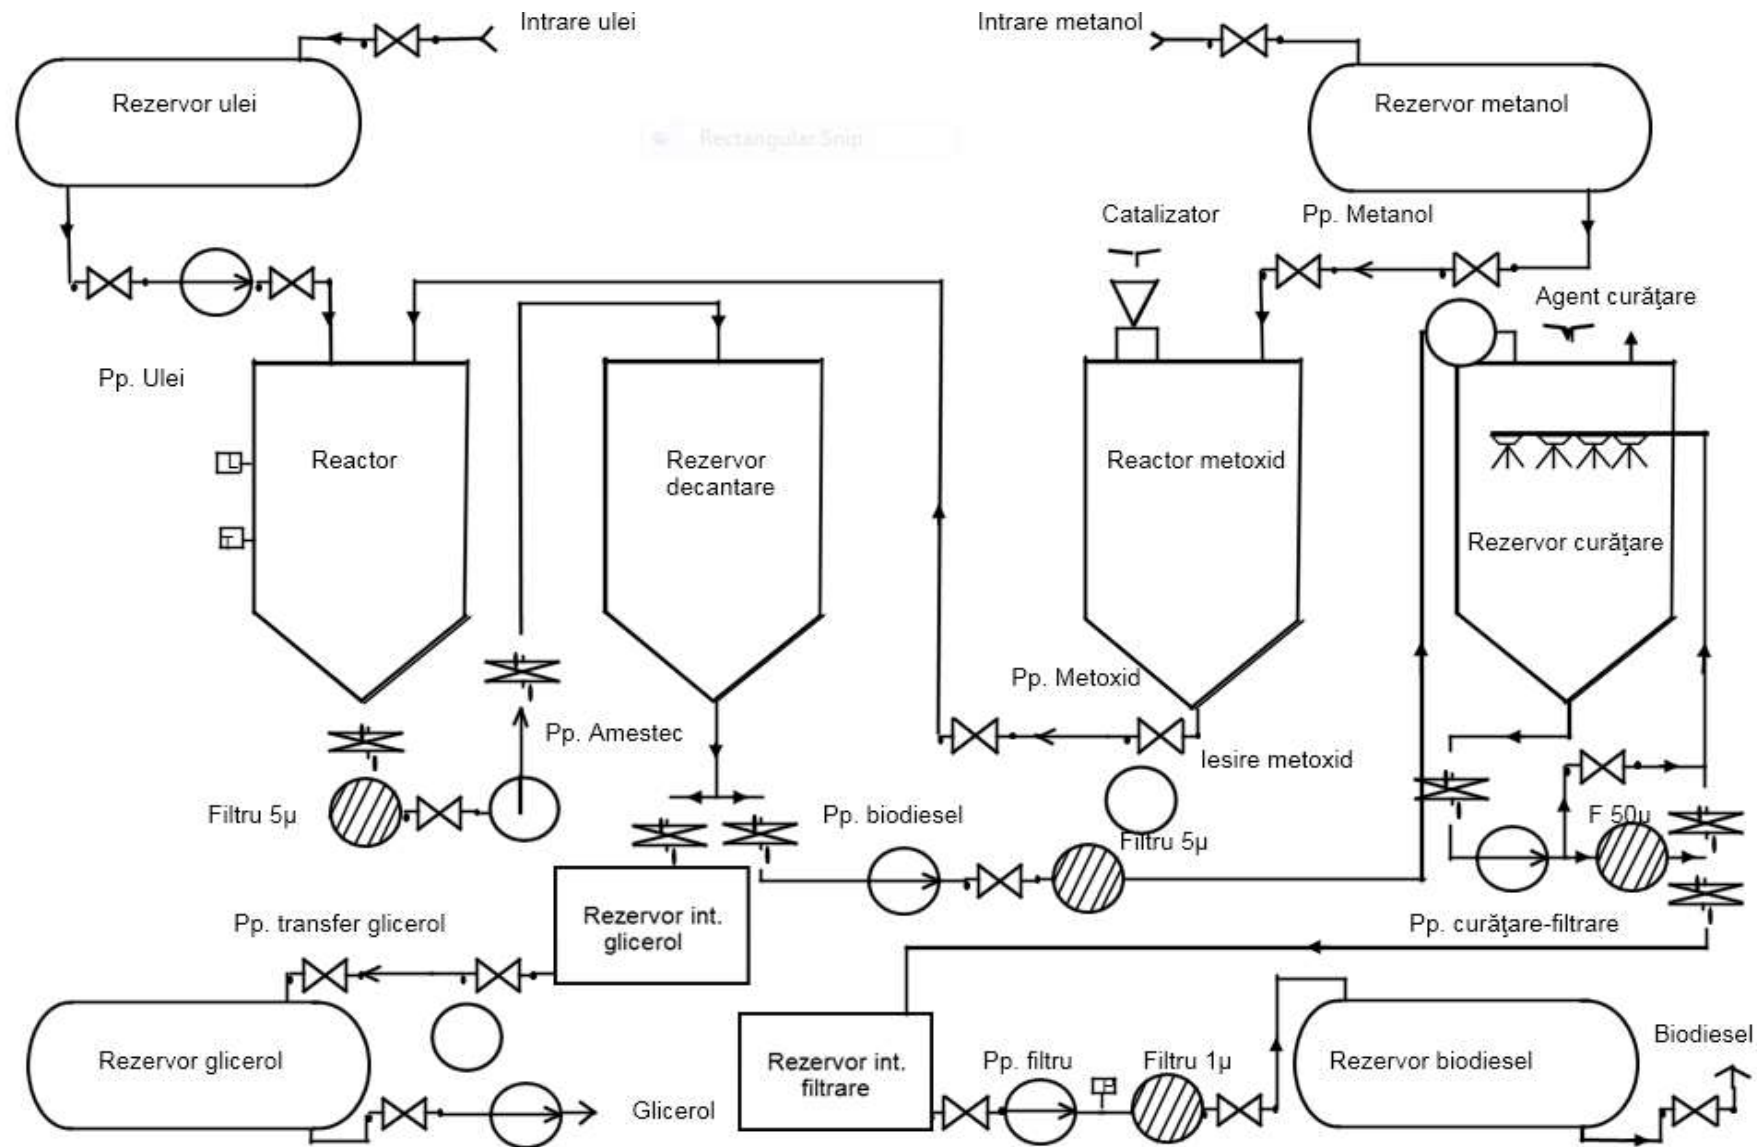 Intrare ulei
Intrare metanol
Rezervor ulei
Rezervor metanol
Rectangular Snip
Catalizator
Pp. Metanol
Agent curăţare
Pp. Ulei
Reactor
Rezervor
decantare
Reactor metoxid
Rezervor curăţare
L
T
Pp. Metoxid
Pp. Amestec
Iesire metoxid
Filtru 5µ
Pp. biodiesel
Filtru 5µ
F 50µ
Pp. transfer glicerol
Rezervor int.
glicerol
Pp. curăţare-filtrare
Rezervor glicerol
Glicerol
Rezervor int.
filtrare
Pp. filtru
Filtru 1µ
Rezervor biodiesel
Biodiesel